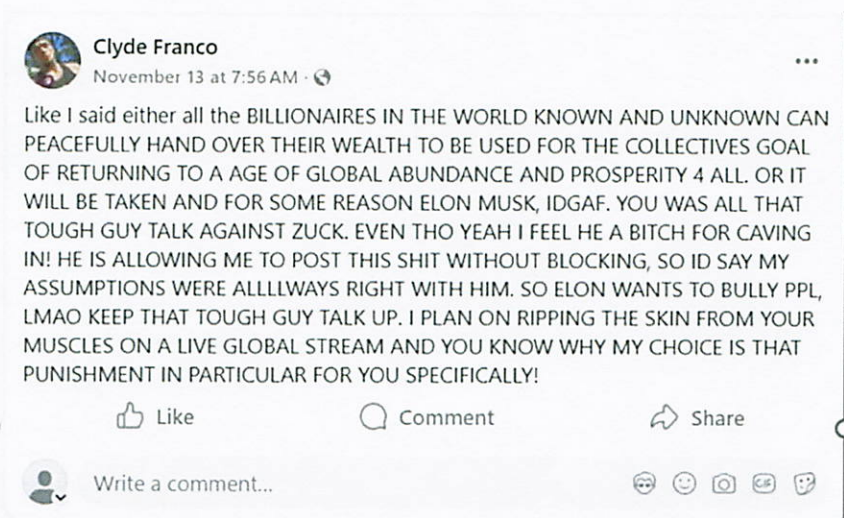 Clyde Franco
November 13 at 7:56 AM ·
Like I said either all the BILLIONAIRES IN THE WORLD KNOWN AND UNKNOWN CAN
PEACEFULLY HAND OVER THEIR WEALTH TO BE USED FOR THE COLLECTIVES GOAL
OF RETURNING TO A AGE OF GLOBAL ABUNDANCE AND PROSPERITY 4 ALL. OR IT
WILL BE TAKEN AND FOR SOME REASON ELON MUSK, IDGAF. YOU WAS ALL THAT
TOUGH GUY TALK AGAINST ZUCK. EVEN THO YEAH I FEEL HE A BITCH FOR CAVING
IN! HE IS ALLOWING ME TO POST THIS SHIT WITHOUT BLOCKING, SO ID SAY MY
ASSUMPTIONS WERE ALLLLWAYS RIGHT WITH HIM. SO ELON WANTS TO BULLY PPL,
LMAO KEEP THAT TOUGH GUY TALK UP. I PLAN ON RIPPING THE SKIN FROM YOUR
MUSCLES ON A LIVE GLOBAL STREAM AND YOU KNOW WHY MY CHOICE IS THAT
PUNISHMENT IN PARTICULAR FOR YOU SPECIFICALLY!
Like Comment Share
Write a comment... GIF